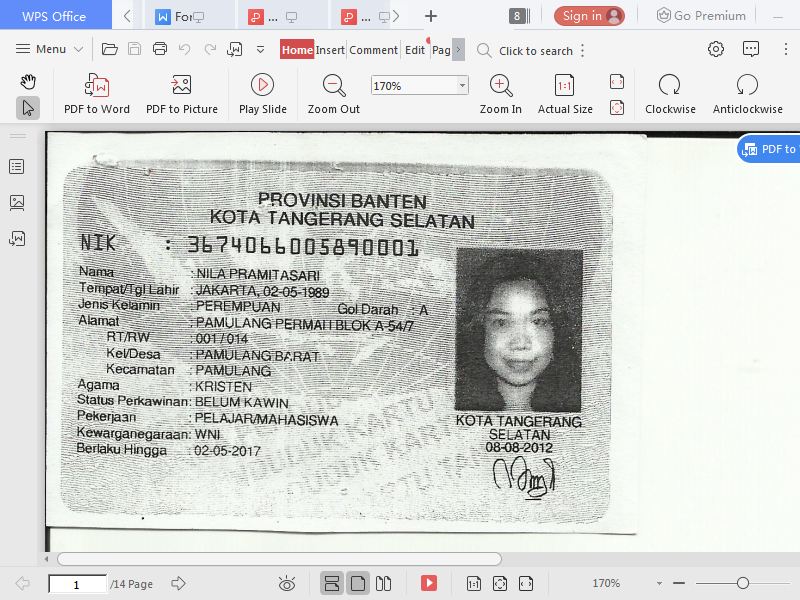 WPS Office
For
...
...
8
Sign in
Go Premium
Menu
Home Insert Comment Edit Pag
Click to search
170%
PDF to Word
PDF to Picture
Play Slide
Zoom Out
Zoom In
Actual Size
Clockwise
Anticlockwise
PDF to
PROVINSI BANTEN
KOTA TANGERANG SELATAN
NIK : 3674066005890001
Nama : NILA PRAMITASARI
Tempat/Tgl Lahir : JAKARTA, 02-05-1989
Jenis Kelamin : PEREMPUAN Gol Darah : A
Alamat : PAMULANG PERMAI I BLOK A-54/7
RT/RW : 001 / 014
Kel/Desa : PAMULANG BARAT
Kecamatan : PAMULANG
Agama : KRISTEN
Status Perkawinan: BELUM KAWIN
Pekerjaan : PELAJAR/MAHASISWA
Kewarganegaraan: WNI
Berlaku Hingga : 02-05-2017
KOTA TANGERANG
SELATAN
08-08-2012
1 /14 Page
170%